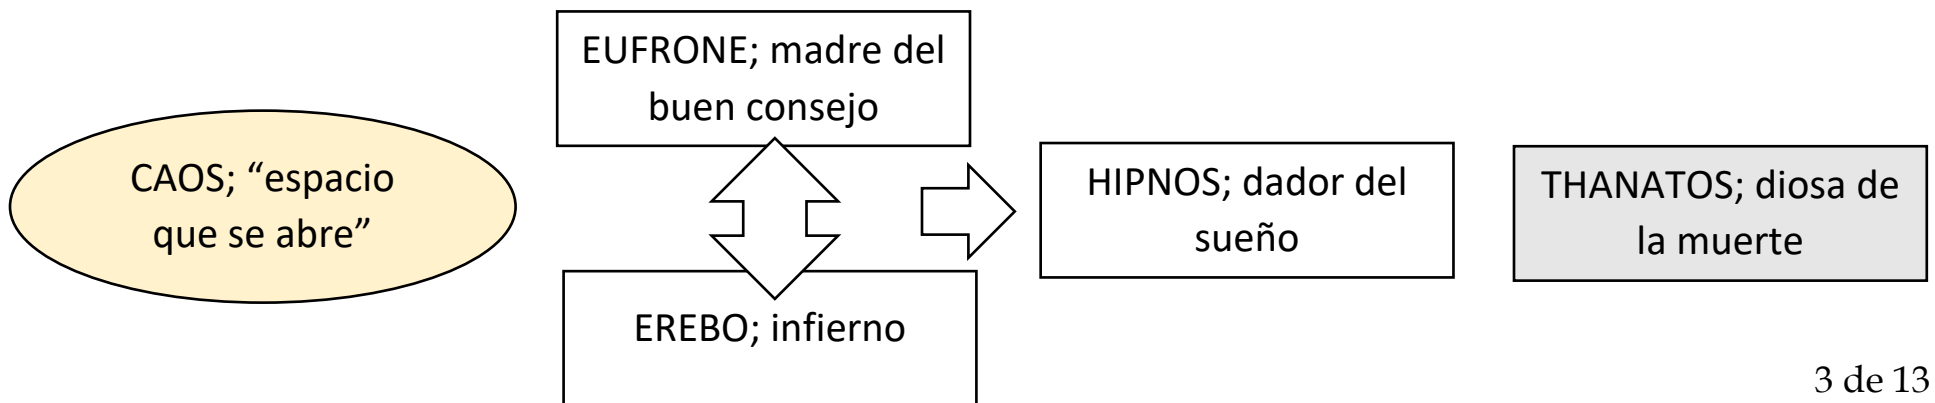 EUFRONE; madre del
buen consejo
CAOS; “espacio
que se abre”
HIPNOS; dador del
sueño
THANATOS; diosa de
la muerte
EREBO; infierno
3 de 13